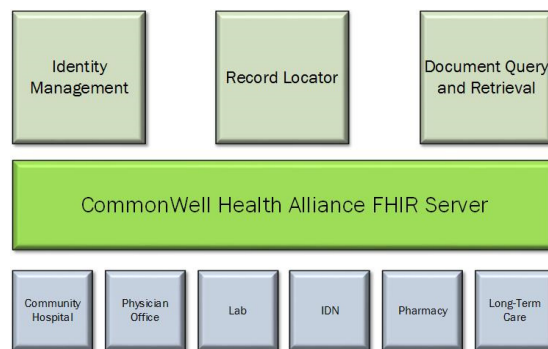 Identity
Management
Record Locator
Document Query
and Retrieval
CommonWell Health Alliance FHIR Server
Community
Hospital
Physician
Office
Lab
IDN
Pharmacy
Long-Term
Care